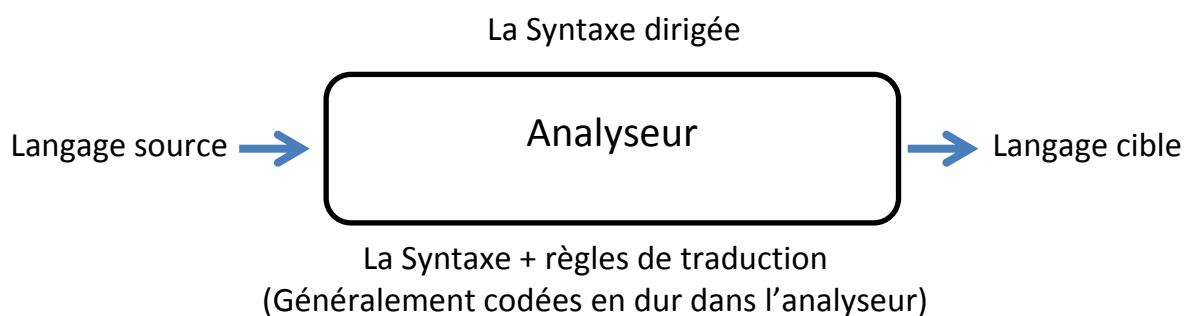 La Syntaxe dirigée
Langage source
Analyseur
Langage cible
La Syntaxe + règles de traduction
(Généralement codées en dur dans l’analyseur)